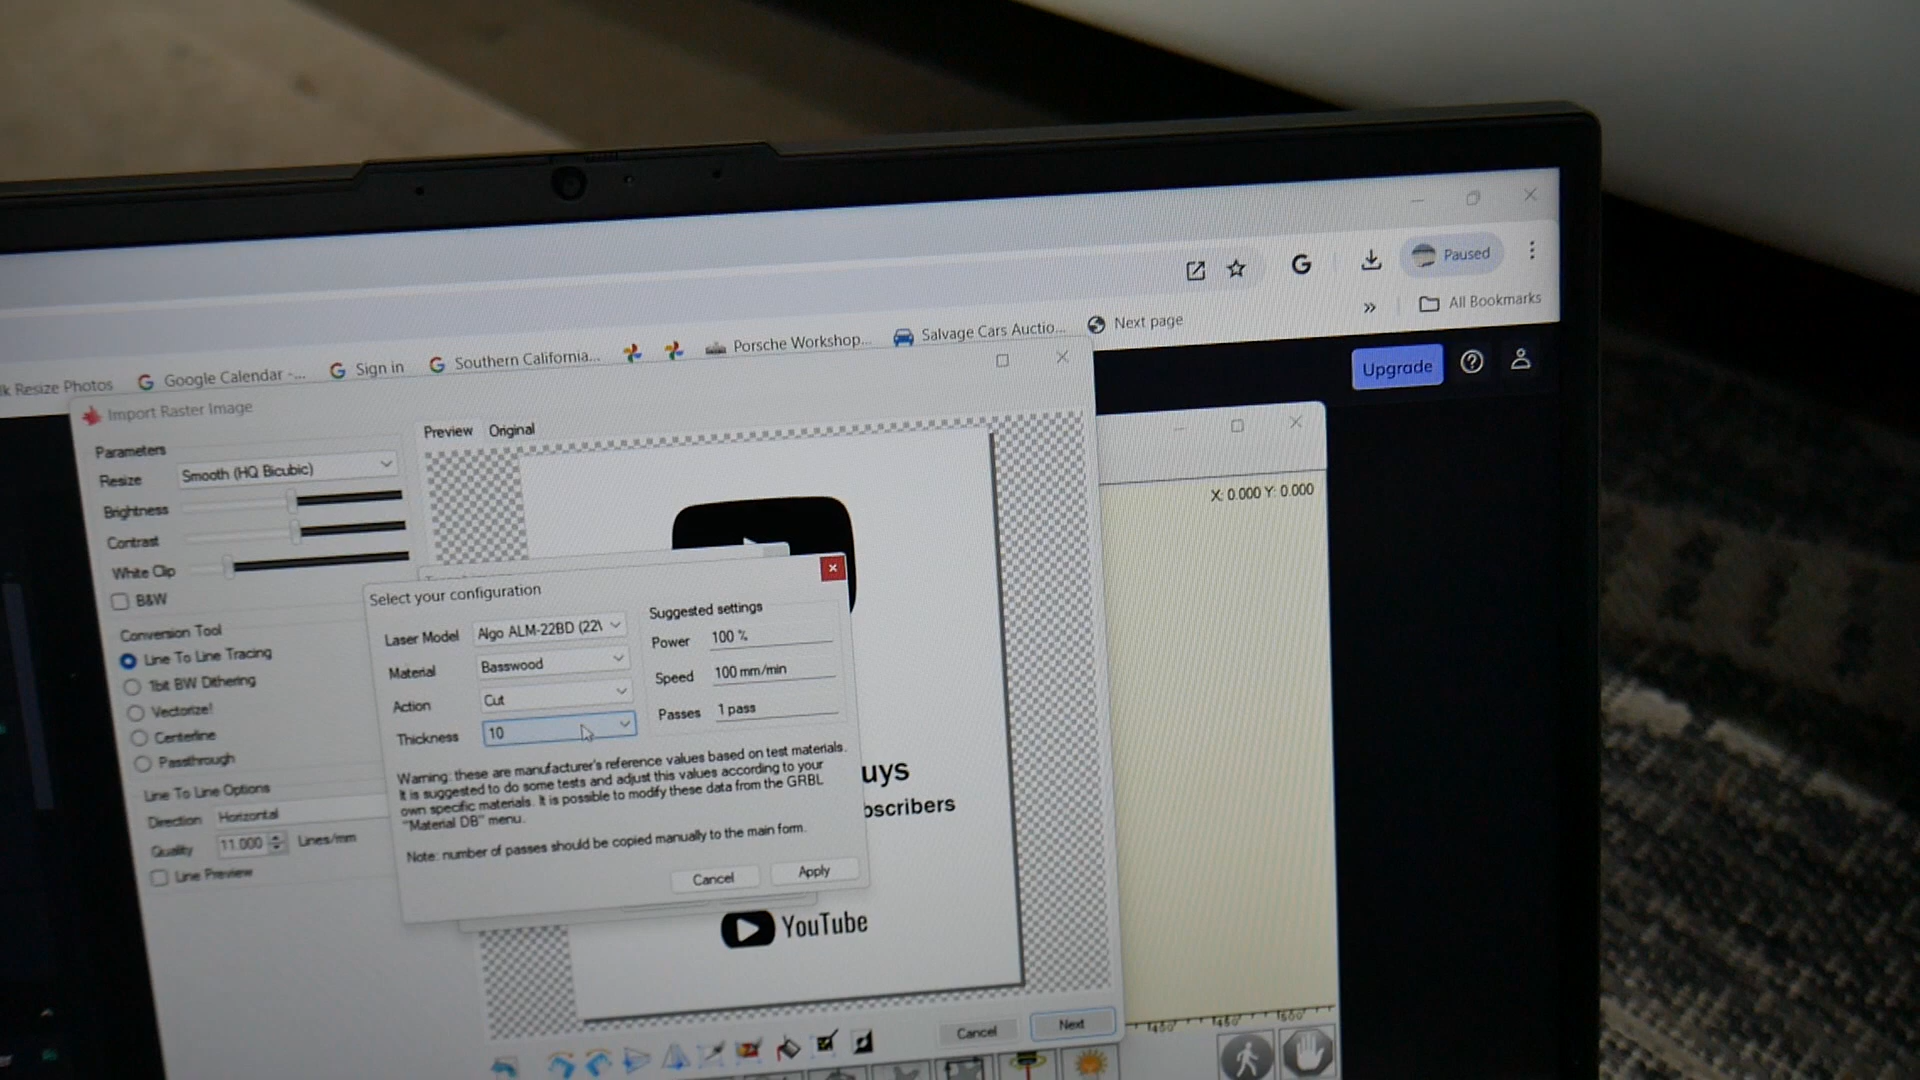 Paused
All Bookmarks
lk Resize Photos
Google Calendar -...
Sign in
Southern California...
Porsche Workshop...
Salvage Cars Auctio...
Next page
Upgrade
Import Raster Image
Parameters
Resize Smooth (HQ Bicubic)
Brightness
Contrast
White Clip
B&W
Conversion Tool
Line To Line Tracing
1bit BW Dithering
Vectorize!
Centerline
Passthrough
Line To Line Options
Direction Horizontal
Quality 11.000 Lines/mm
Line Preview
Preview Original
X: 0.000 Y: 0.000
Select your configuration
Laser Model Algo ALM-22BD (22\
Material Basswood
Action Cut
Thickness 10
Suggested settings
Power 100 %
Speed 100 mm/min
Passes 1 pass
Warning: these are manufacturer's reference values based on test materials.
It is suggested to do some tests and adjust this values according to your
own specific materials. It is possible to modify these data from the GRBL
"Material DB" menu.
Note: number of passes should be copied manually to the main form.
Cancel Apply
uys
bscribers
YouTube
Cancel Next